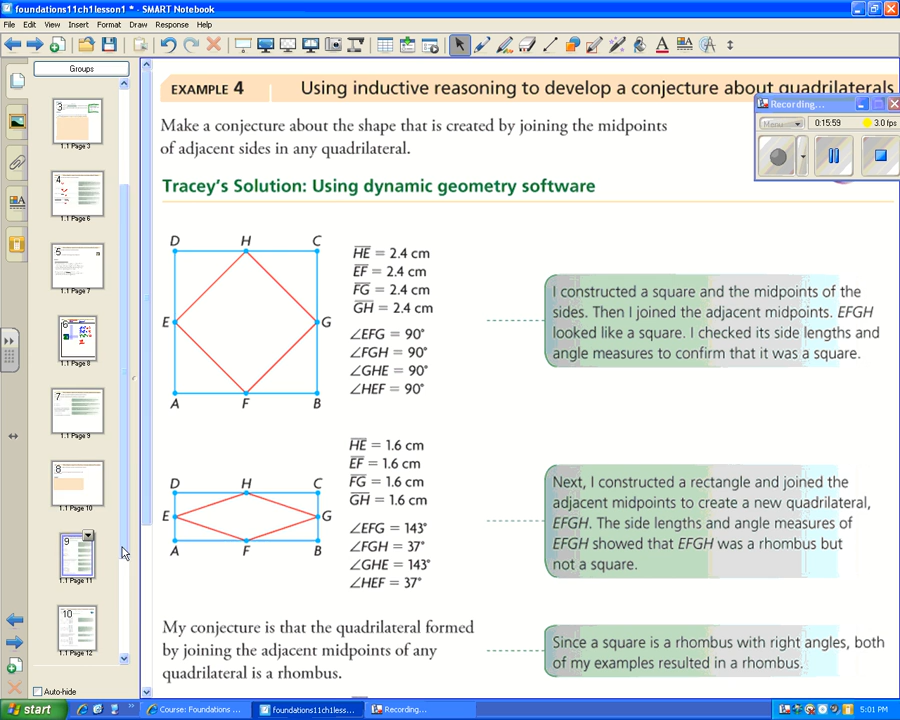 foundations11ch1lesson1 * - SMART Notebook
File Edit View Insert Format Draw Response Help
Groups
3
1.1 Page 3
4
1.1 Page 6
5
1.1 Page 7
6
1.1 Page 8
7
1.1 Page 9
8
1.1 Page 10
9
1.1 Page 11
10
1.1 Page 12
Auto-hide
EXAMPLE 4 Using inductive reasoning to develop a conjecture about quadrilaterals
Recording...
Menu
0:15:59 3.0 fps
Make a conjecture about the shape that is created by joining the midpoints
of adjacent sides in any quadrilateral.
Tracey's Solution: Using dynamic geometry software
D H C
E G
A F B
HE = 2.4 cm
EF = 2.4 cm
FG = 2.4 cm
GH = 2.4 cm
∠EFG = 90°
∠FGH = 90°
∠GHE = 90°
∠HEF = 90°
I constructed a square and the midpoints of the
sides. Then I joined the adjacent midpoints. EFGH
looked like a square. I checked its side lengths and
angle measures to confirm that it was a square.
D H C
E G
A F B
HE = 1.6 cm
EF = 1.6 cm
FG = 1.6 cm
GH = 1.6 cm
∠EFG = 143°
∠FGH = 37°
∠GHE = 143°
∠HEF = 37°
Next, I constructed a rectangle and joined the
adjacent midpoints to create a new quadrilateral,
EFGH. The side lengths and angle measures of
EFGH showed that EFGH was a rhombus but
not a square.
My conjecture is that the quadrilateral formed
by joining the adjacent midpoints of any
quadrilateral is a rhombus.
Since a square is a rhombus with right angles, both
of my examples resulted in a rhombus.
start
Course: Foundations ...
foundations11ch1less...
Recording...
5:01 PM